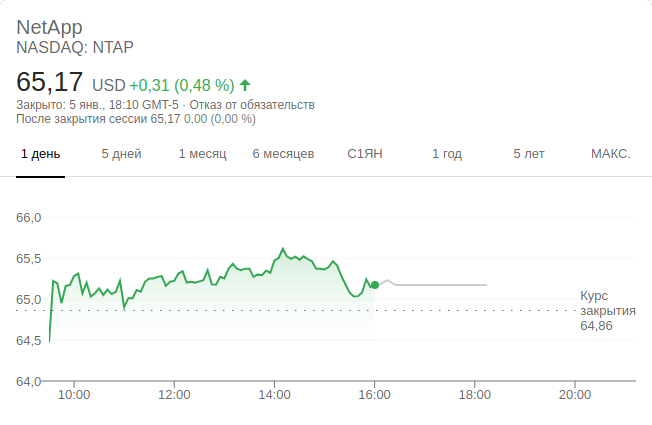 NetApp
NASDAQ: NTAP
65,17 USD +0,31 (0,48 %)
Закрыто: 5 янв., 18:10 GMT-5 · Отказ от обязательств
После закрытия сессии 65,17 0,00 (0,00 %)
1 день 5 дней 1 месяц 6 месяцев С1ЯН 1 год 5 лет МАКС.
66,0
65,5
65,0
Курс
закрытия
64,86
64,5
64,0
10:00 12:00 14:00 16:00 18:00 20:00